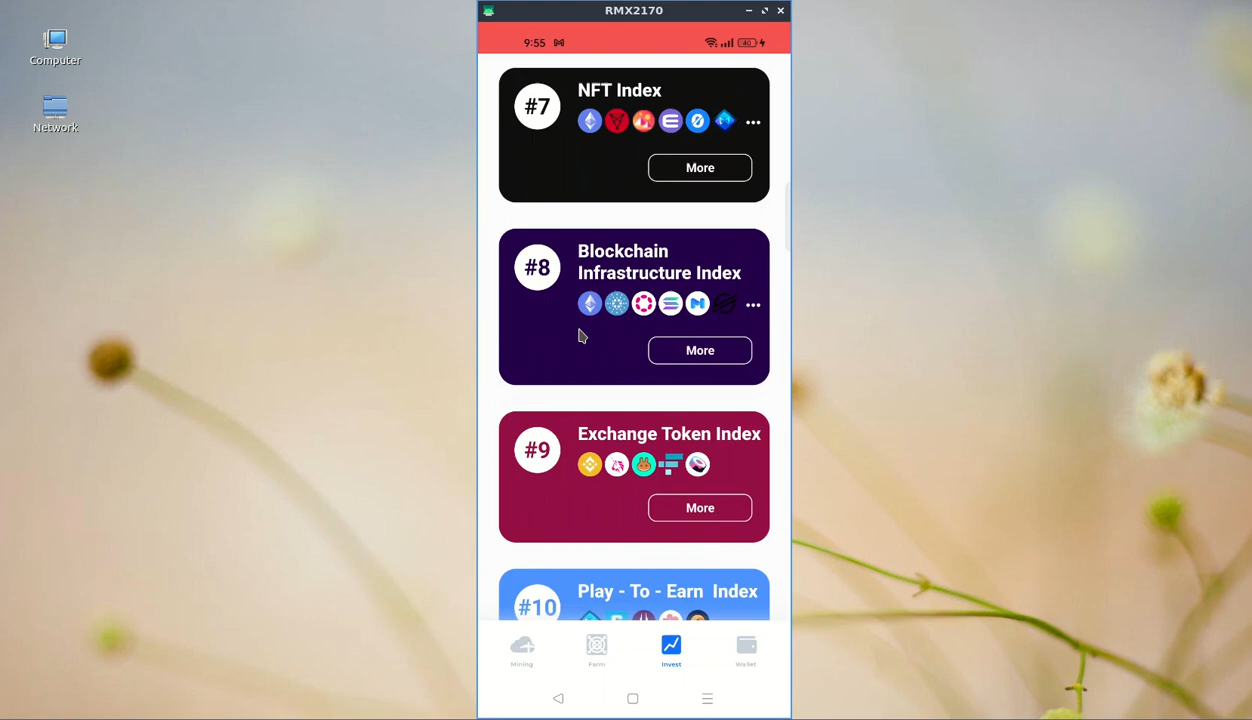 RMX2170
Computer
Network
9:55
40
#7
NFT Index
More
#8
Blockchain
Infrastructure Index
More
#9
Exchange Token Index
More
#10
Play - To - Earn Index
Mining
Farm
Invest
Wallet